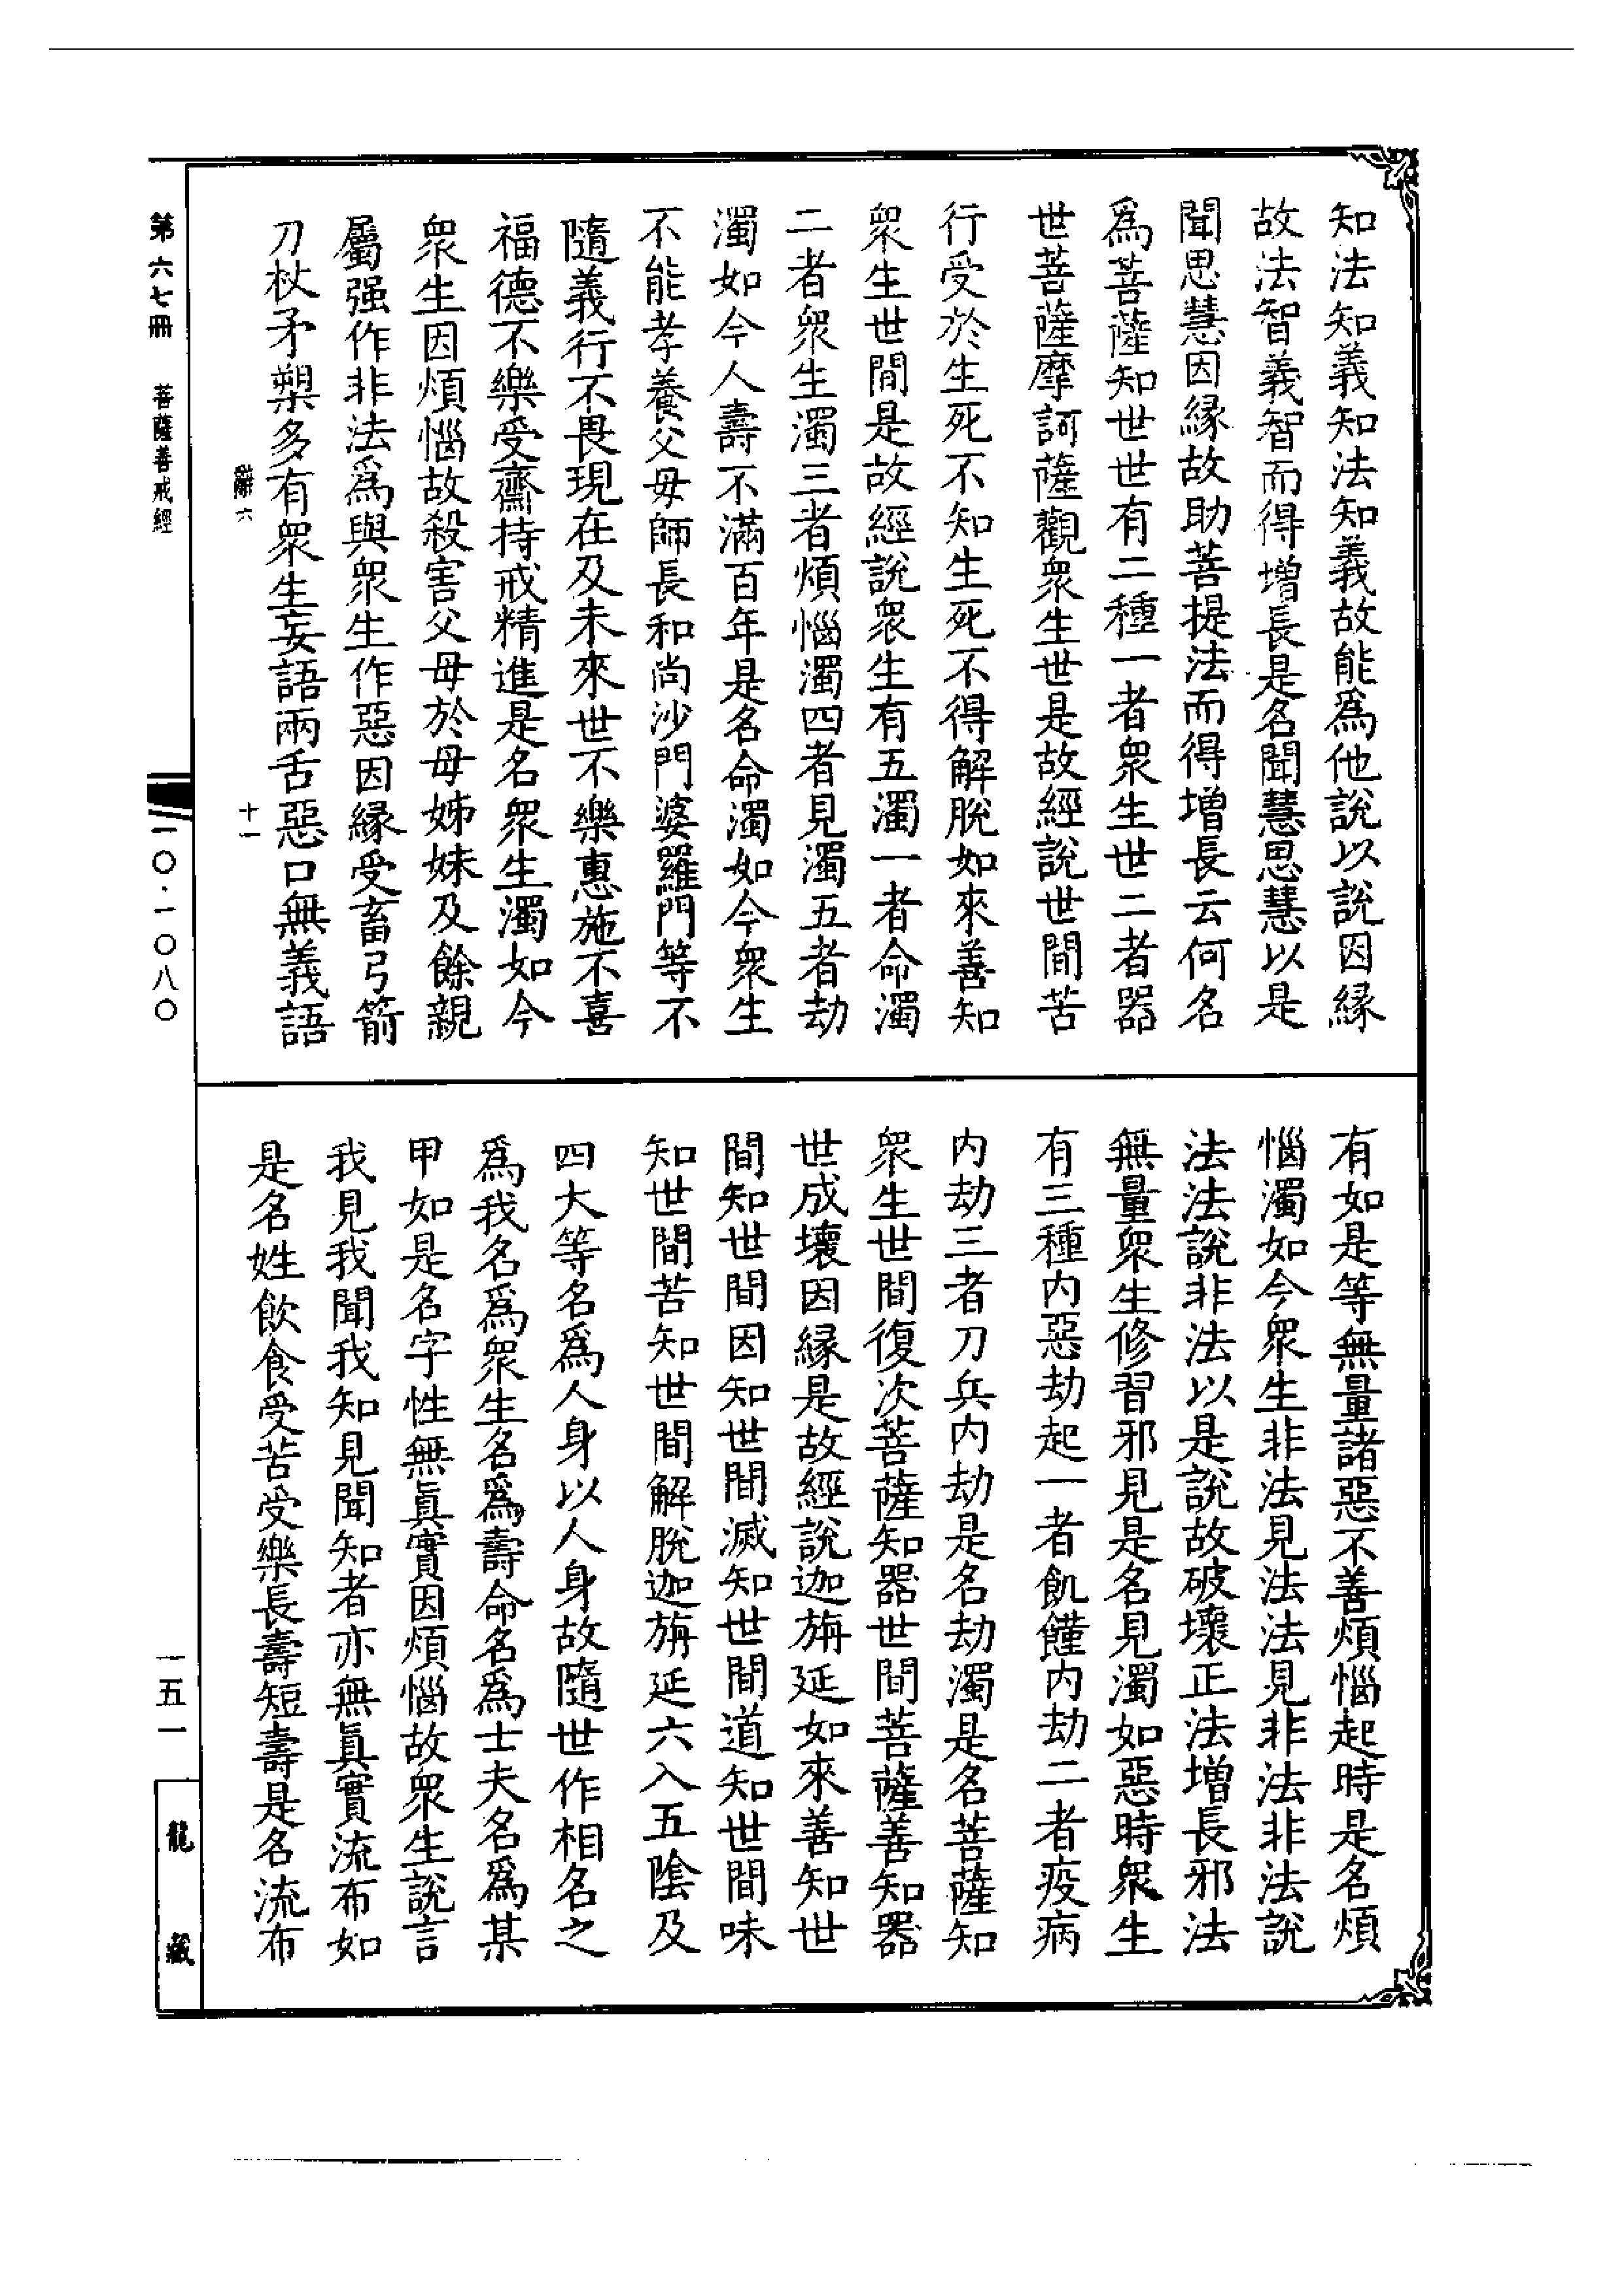 知法知義知法知義故能爲他說以說因緣
故法智義智而得增長是名聞慧思慧以是
聞思慧因緣故助菩提法而得增長云何名
爲菩薩知世世有二種一者衆生世二者器
世菩薩摩訶薩觀衆生世是故經說世間苦
行受於生死不知生死不得解脫如來善知
衆生世間是故經說衆生有五濁一者命濁
二者衆生濁三者煩惱濁四者見濁五者劫
濁如今人壽不滿百年是名命濁如今衆生
不能孝養父母師長和尚沙門婆羅門等不
隨義行不畏現在及未來世不樂惠施不喜
福德不樂受齋持戒精進是名衆生濁如今
衆生因煩惱故殺害父母於母姊妹及餘親
屬强作非法爲與衆生作惡因緣受畜弓箭
刀杖矛槊多有衆生妄語兩舌惡口無義語
有如是等無量諸惡不善煩惱起時是名煩
惱濁如今衆生非法見法法見非法非法說
法法說非法以是說故破壞正法增長邪法
無量衆生修習邪見是名見濁如惡時衆生
有三種內惡劫起一者飢饉內劫二者疫病
內劫三者刀兵內劫是名劫濁是名菩薩知
衆生世間復次菩薩知器世間菩薩善知器
世成壞因緣是故經說迦旃延如來善知世
間知世間因知世間滅知世間道知世間味
知世間苦知世間解脫迦旃延六入五陰及
四大等名爲人身以人身故隨世作相名之
爲我名爲衆生名爲壽命名爲士夫名爲某
甲如是名字性無眞實因煩惱故衆生說言
我見我聞我知見聞知者亦無眞實流布如
是名姓飲食受苦受樂長壽短壽是名流布
辭六
十一
第六七冊　菩薩善戒經
一〇·一〇八〇
一五一
龍藏